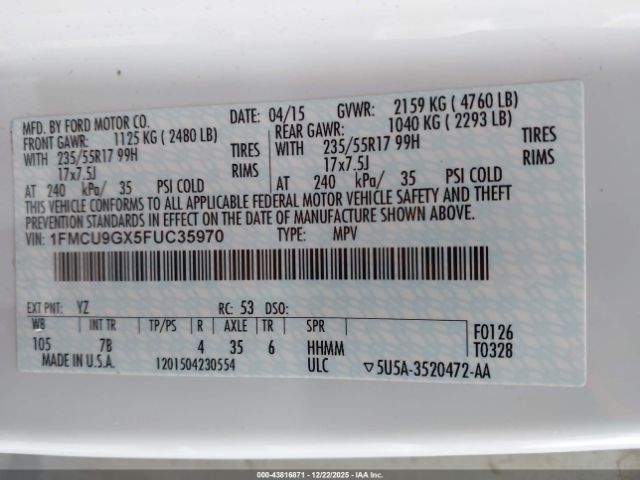 MFD. BY FORD MOTOR CO. DATE: 04/15 GVWR: 2159 KG ( 4760 LB)
FRONT GAWR: 1125 KG ( 2480 LB) REAR GAWR: 1040 KG ( 2293 LB)
WITH 235/55R17 99H TIRES WITH 235/55R17 99H TIRES
17x7.5J RIMS 17x7.5J RIMS
AT 240 kPa/ 35 PSI COLD AT 240 kPa/ 35 PSI COLD
THIS VEHICLE CONFORMS TO ALL APPLICABLE FEDERAL MOTOR VEHICLE SAFETY AND THEFT
PREVENTION STANDARDS IN EFFECT ON THE DATE OF MANUFACTURE SHOWN ABOVE.
VIN: 1FMCU9GX5FUC35970 TYPE: MPV
EXT PNT: YZ RC: 53 DSO:
WB INT TR TP/PS R AXLE TR SPR F0126
105 7B 4 35 6 HHMM T0328
MADE IN U.S.A. 1201504230554 ULC ▽5U5A-3520472-AA
© COPYRIGHT - 43816871 - 12/22/2025 - IAA, Inc.